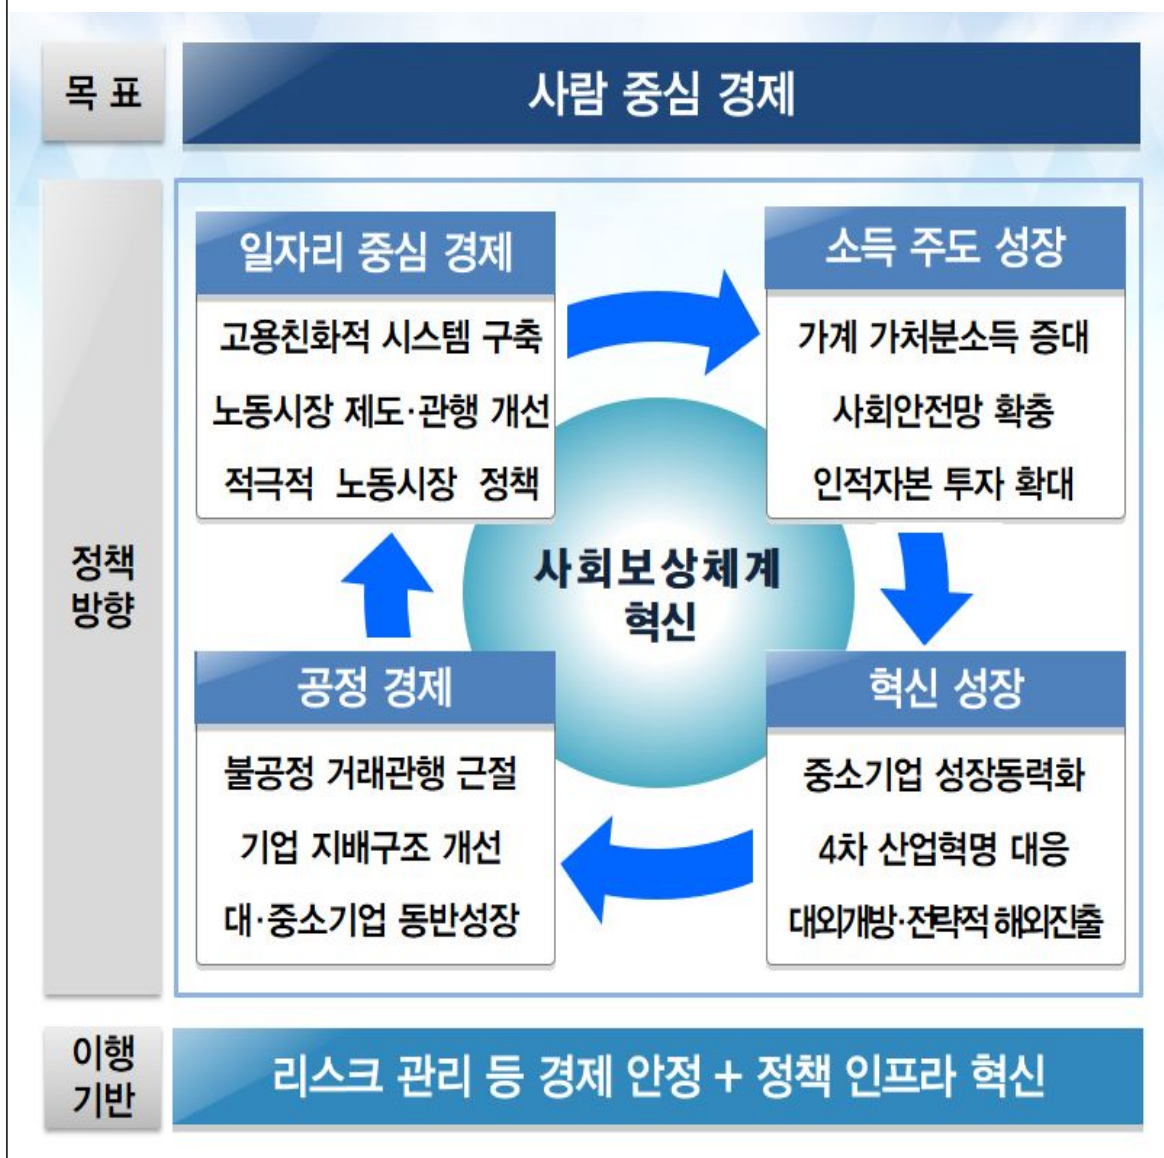 목 표
사람 중심 경제
정책
방향
일자리 중심 경제
고용친화적 시스템 구축
노동시장 제도·관행 개선
적극적 노동시장 정책
소득 주도 성장
가계 가처분소득 증대
사회안전망 확충
인적자본 투자 확대
사회보상체계
혁신
공정 경제
불공정 거래관행 근절
기업 지배구조 개선
대·중소기업 동반성장
혁신 성장
중소기업 성장동력화
4차 산업혁명 대응
대외개방·전략적 해외진출
이행
기반
리스크 관리 등 경제 안정 + 정책 인프라 혁신